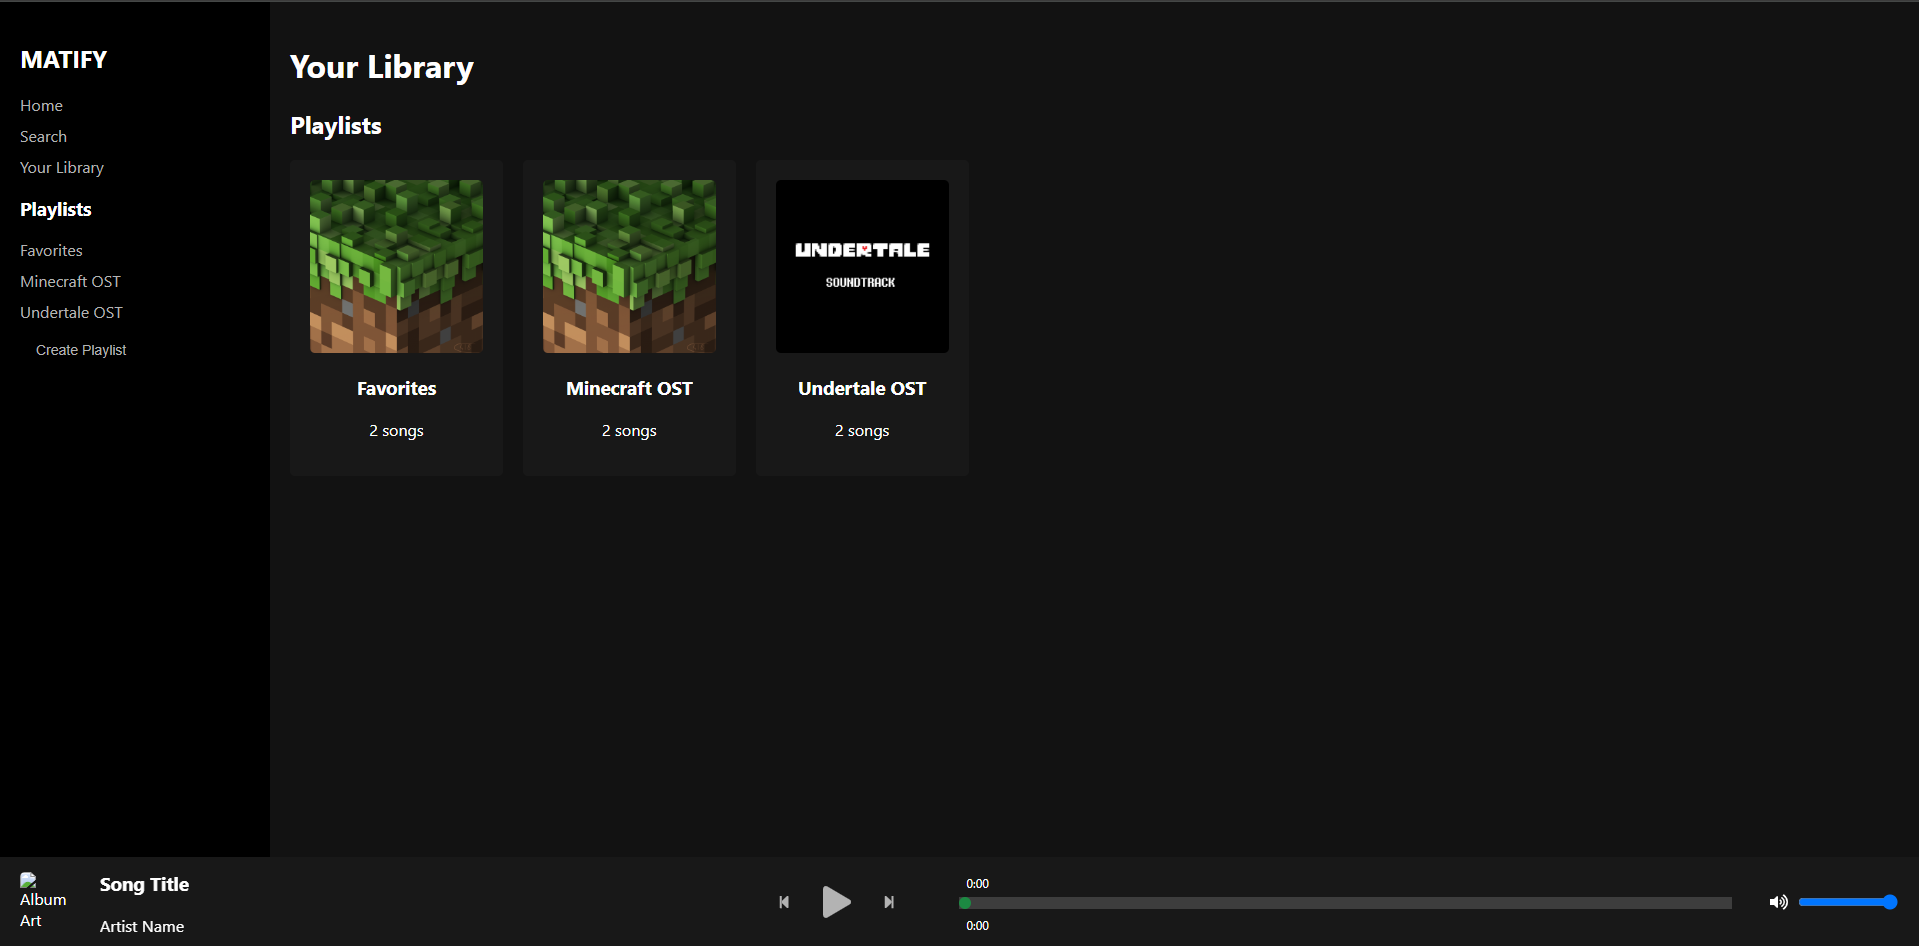 MATIFY
Home
Search
Your Library
Playlists
Favorites
Minecraft OST
Undertale OST
Create Playlist
Your Library
Playlists
Favorites
2 songs
Minecraft OST
2 songs
UNDERTALE
SOUNDTRACK
Undertale OST
2 songs
Album
Art
Song Title
Artist Name
0:00
0:00